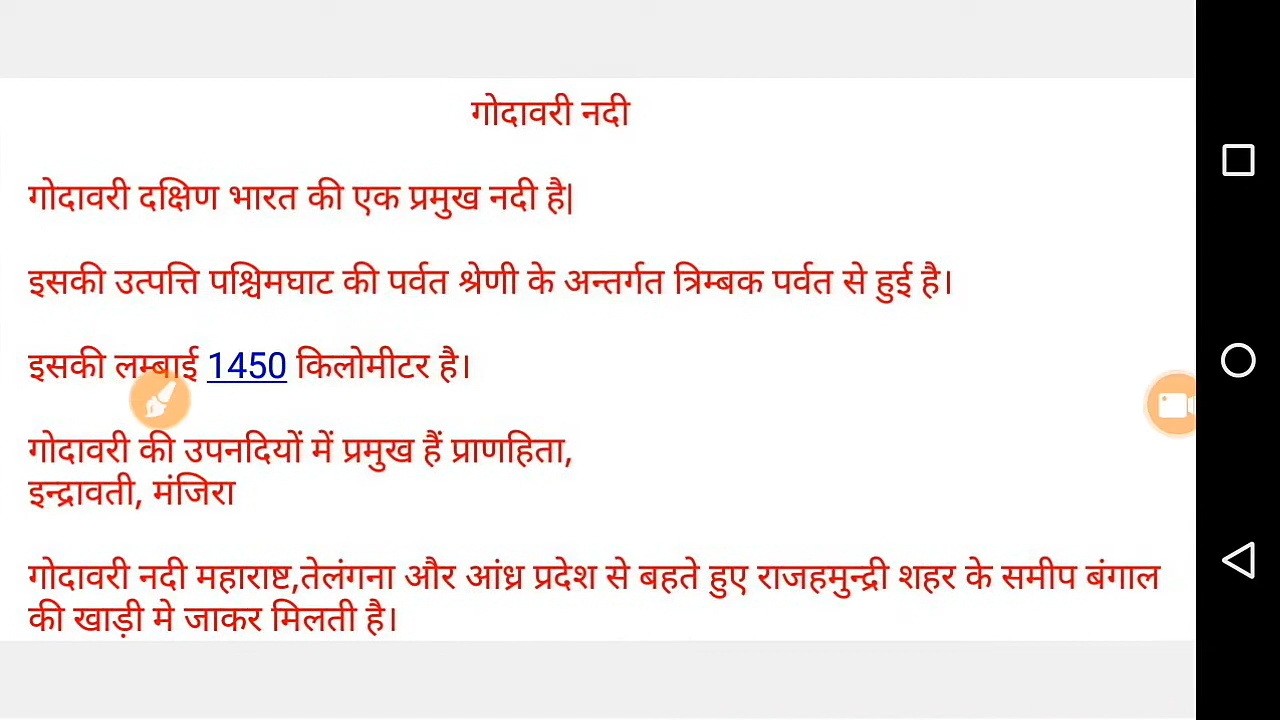 गोदावरी नदी
गोदावरी दक्षिण भारत की एक प्रमुख नदी है|
इसकी उत्पत्ति पश्चिमघाट की पर्वत श्रेणी के अन्तर्गत त्रिम्बक पर्वत से हुई है।
इसकी लम्बाई 1450 किलोमीटर है।
गोदावरी की उपनदियों में प्रमुख हैं प्राणहिता,
इन्द्रावती, मंजिरा
गोदावरी नदी महाराष्ट,तेलंगना और आंध्र प्रदेश से बहते हुए राजहमुन्द्री शहर के समीप बंगाल
की खाड़ी मे जाकर मिलती है।